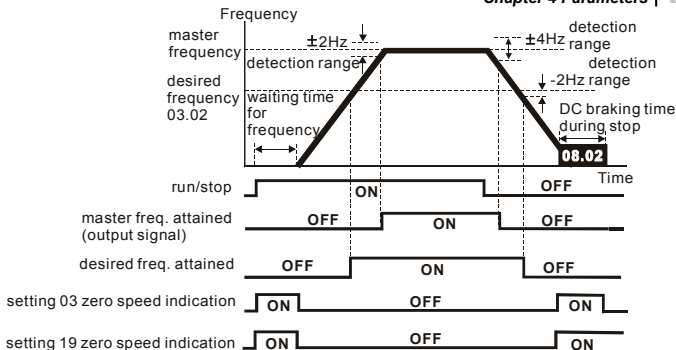 Chapter 4 Parameters |
Frequency
master
frequency
±2Hz
detection range
±4Hz
detection
range
detection
range
-2Hz
desired
frequency
03.02
waiting time
for
frequency
DC braking time
during stop
08.02
Time
run/stop
ON
OFF
master freq. attained
(output signal)
OFF
ON
OFF
desired freq. attained
OFF
ON
OFF
setting 03 zero speed indication
ON
OFF
ON
setting 19 zero speed indication
ON
OFF
ON